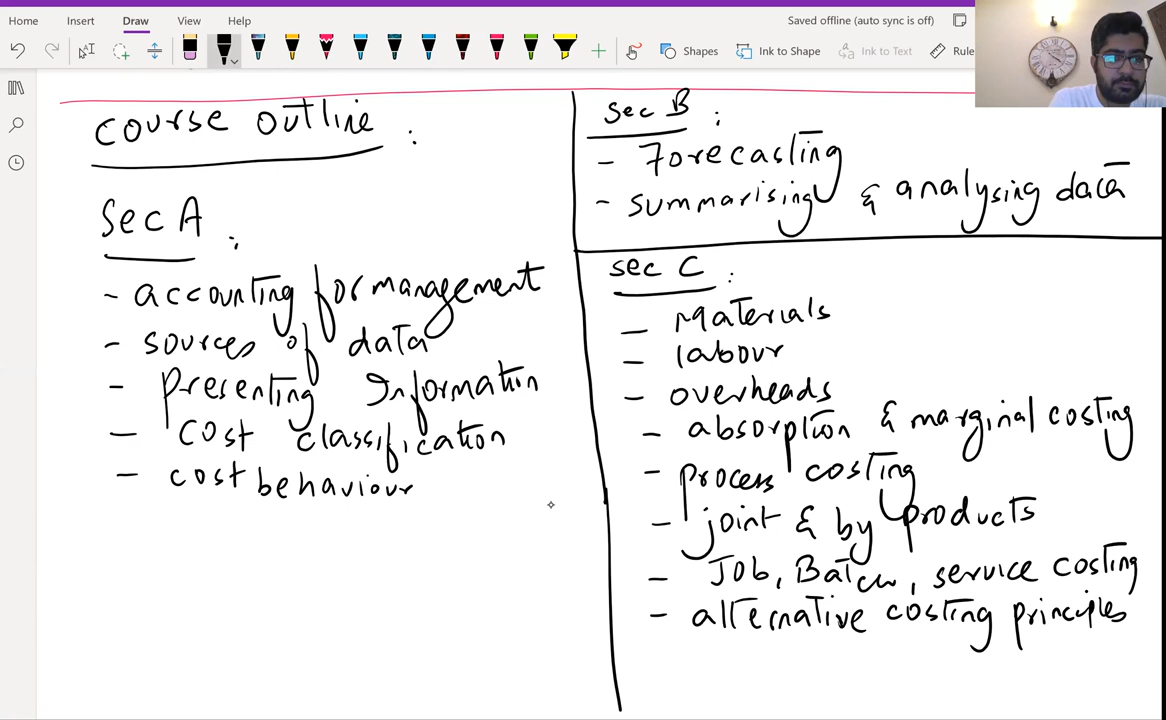 Home Insert Draw View Help
Saved offline (auto sync is off)
Shapes Ink to Shape Ink to Text Rule
course outline :
Sec A :
- accounting for management
- sources of data
- Presenting Information
- cost classification
- cost behaviour
sec B :
- Forecasting
- summarising & analysing data
sec C :
- Materials
- labour
- overheads
- absorption & marginal costing
- process costing
- joint & by products
- Job, Batch, service costing
- alternative costing principles